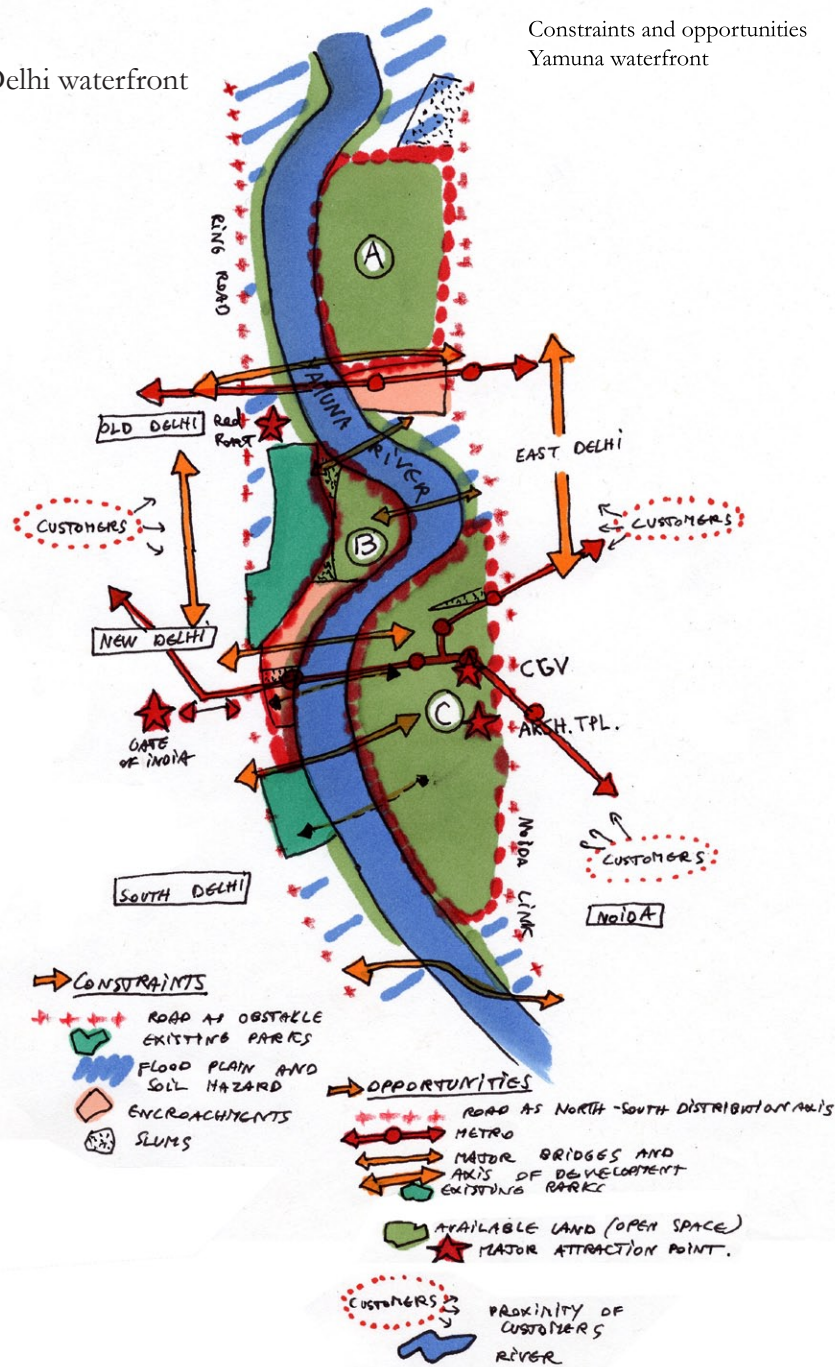 Constraints and opportunities
Yamuna waterfront
Delhi waterfront
RING ROAD
A
YAMUNA RIVER
OLD DELHI
Red Fort
EAST DELHI
CUSTOMERS
CUSTOMERS
B
NEW DELHI
CGV
C
ARCH. TPL.
GATE
OF INDIA
NOIDA LINK
CUSTOMERS
SOUTH DELHI
NOIDA
CONSTRAINTS
ROAD AS OBSTAKLE
EXISTING PARKS
FLOOD PLAIN AND
SOIL HAZARD
ENCROACHMENTS
SLUMS
OPPORTUNITIES
ROAD AS NORTH-SOUTH DISTRIBUTION AXIS
METRO
MAJOR BRIDGES AND
AXIS OF DEVELOPMENT
EXISTING PARKS
AVAILABLE LAND (OPEN SPACE)
MAJOR ATTRACTION POINT.
CUSTOMERS
PROXIMITY OF
CUSTOMERS
RIVER